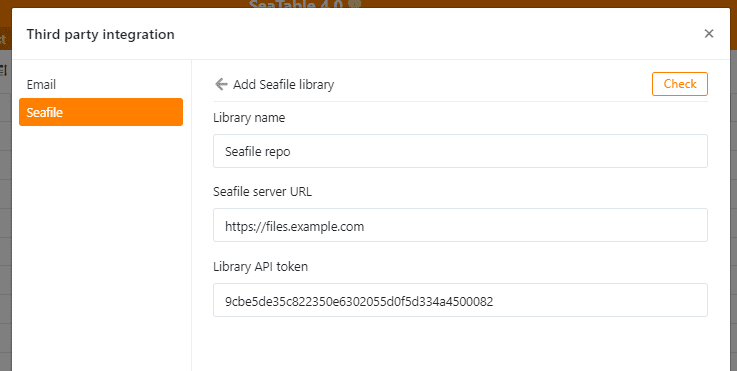 SeaTable 4.0
Third party integration
Email
Seafile
Add Seafile library
Check
Library name
Seafile repo
Seafile server URL
https://files.example.com
Library API token
9cbe5de35c822350e6302055d0f5d334a4500082